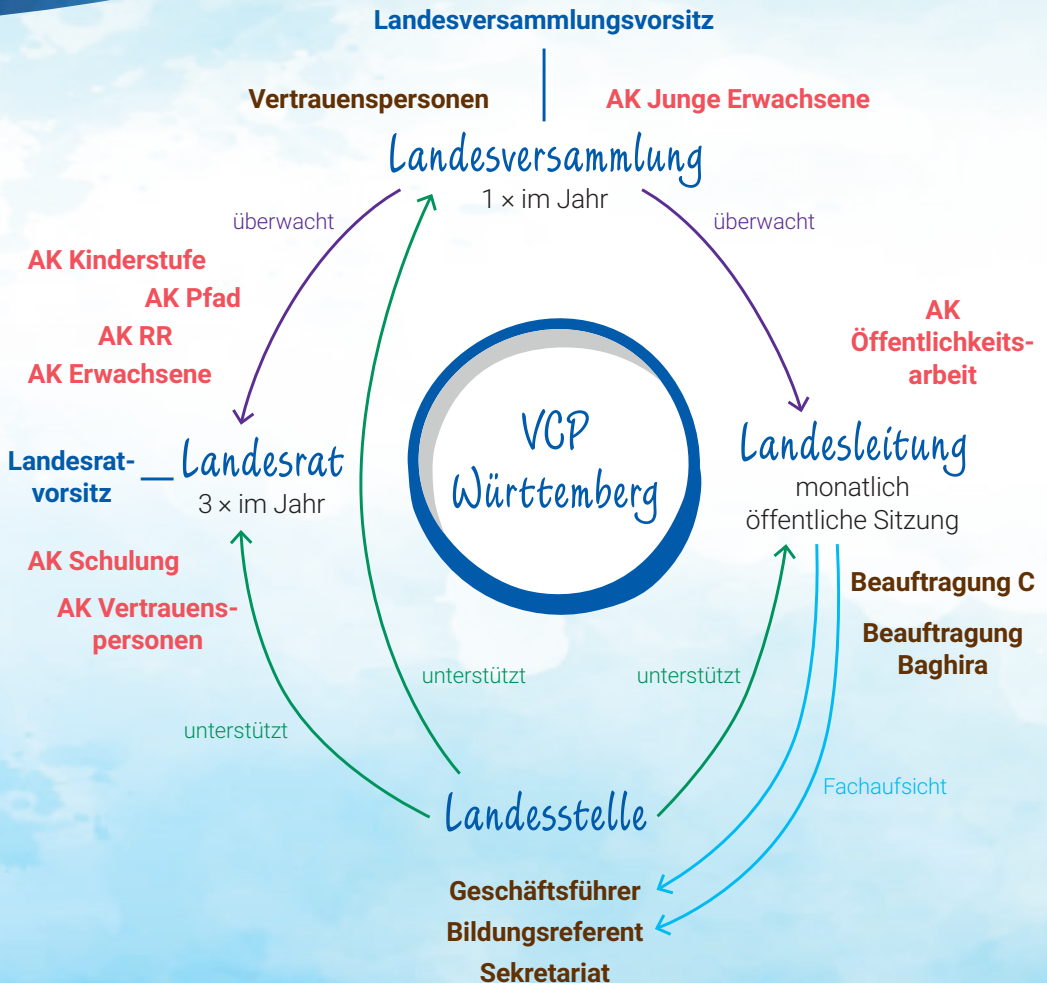 Landesversammlungsvorsitz
Vertrauenspersonen
AK Junge Erwachsene
Landesversammlung
1 × im Jahr
überwacht
überwacht
AK Kinderstufe
AK Pfad
AK RR
AK Erwachsene
AK
Öffentlichkeits-
arbeit
VCP
Württemberg
Landesrat-
vorsitz
Landesrat
3 × im Jahr
Landesleitung
monatlich
öffentliche Sitzung
AK Schulung
AK Vertrauens-
personen
Beauftragung C
Beauftragung
Baghira
unterstützt
unterstützt
unterstützt
Fachaufsicht
Landesstelle
Geschäftsführer
Bildungsreferent
Sekretariat